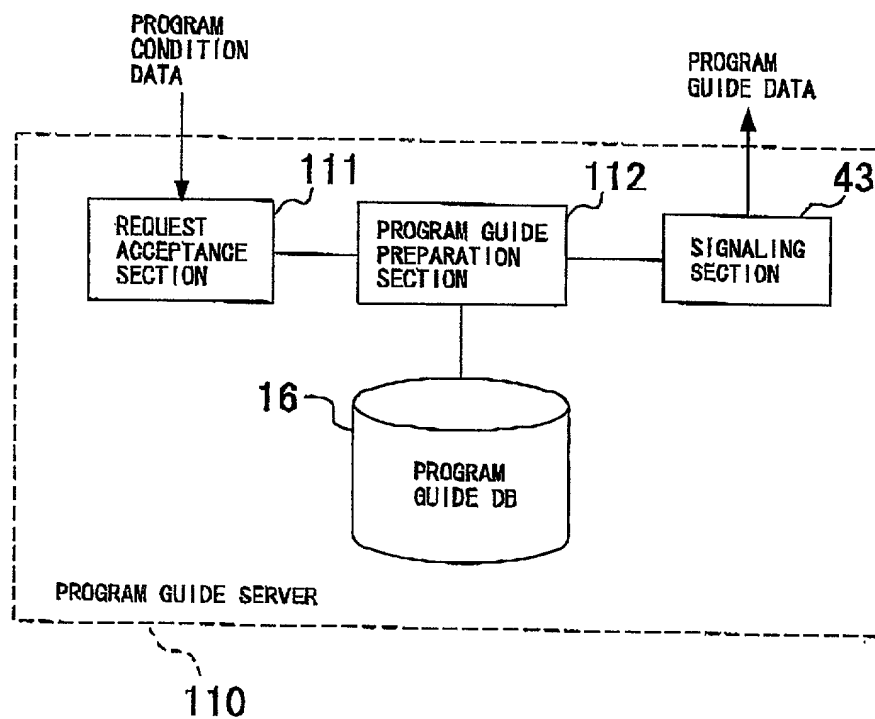 PROGRAM
CONDITION
DATA
PROGRAM
GUIDE DATA
111
112
43
REQUEST
ACCEPTANCE
SECTION
PROGRAM GUIDE
PREPARATION
SECTION
SIGNALING
SECTION
16
PROGRAM
GUIDE DB
PROGRAM GUIDE SERVER
110